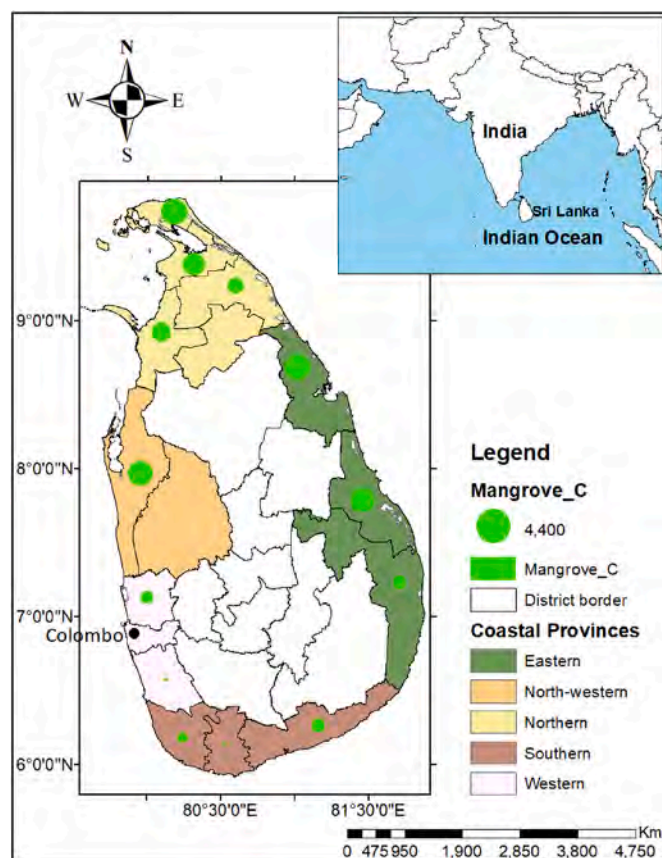 N
W E
S
India
Sri Lanka
Indian Ocean
9°0'0"N
8°0'0"N
7°0'0"N
Colombo
6°0'0"N
80°30'0"E 81°30'0"E
Legend
Mangrove_C
4,400
Mangrove_C
District border
Coastal Provinces
Eastern
North-western
Northern
Southern
Western
Km
0 475 950 1,900 2,850 3,800 4,750